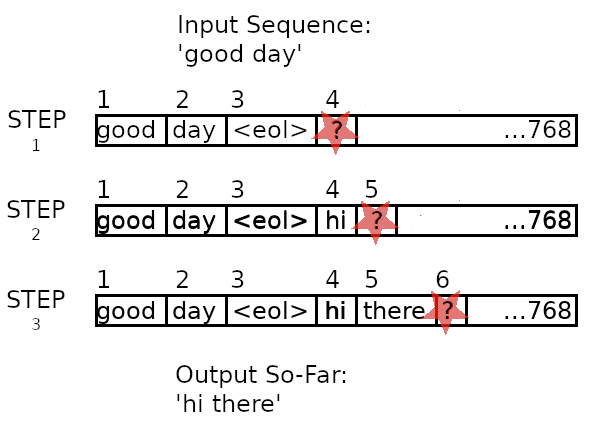 Input Sequence:
'good day'
1 2 3 4
STEP 1 good day <eol> ? ...768
1 2 3 4 5
STEP 2 good day <eol> hi ? ...768
1 2 3 4 5 6
STEP 3 good day <eol> hi there ? ...768
Output So-Far:
'hi there'